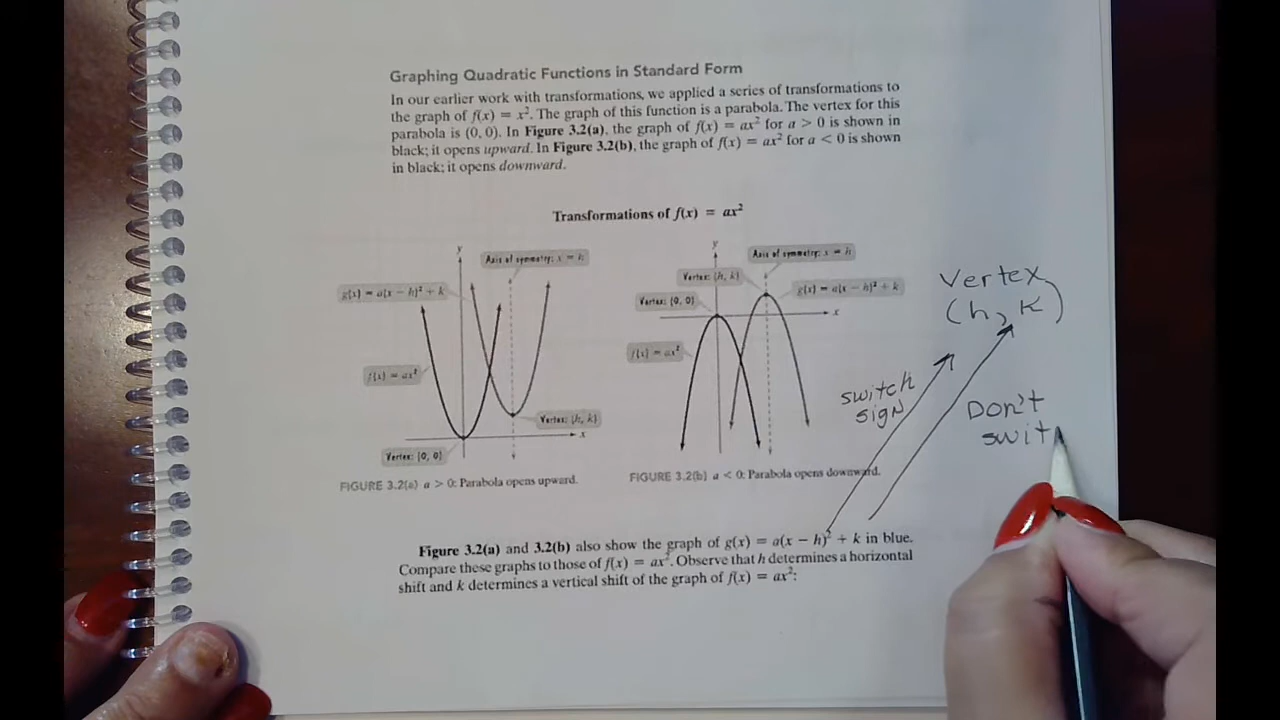 Graphing Quadratic Functions in Standard Form
In our earlier work with transformations, we applied a series of transformations to
the graph of f(x) = x². The graph of this function is a parabola. The vertex for this
parabola is (0, 0). In Figure 3.2(a), the graph of f(x) = ax² for a > 0 is shown in
black; it opens upward. In Figure 3.2(b), the graph of f(x) = ax² for a < 0 is shown
in black; it opens downward.
Transformations of f(x) = ax²
y
Axis of symmetry: x = h
g(x) = a(x − h)² + k
f(x) = ax²
Vertex: (h, k)
x
Vertex: (0, 0)
FIGURE 3.2(a) a > 0: Parabola opens upward.
y
Axis of symmetry: x = h
Vertex: (h, k)
g(x) = a(x − h)² + k
Vertex: (0, 0)
x
f(x) = ax²
FIGURE 3.2(b) a < 0: Parabola opens downward.
Vertex
(h, k)
switch
sign
Don't
swit
Figure 3.2(a) and 3.2(b) also show the graph of g(x) = a(x − h)² + k in blue.
Compare these graphs to those of f(x) = ax². Observe that h determines a horizontal
shift and k determines a vertical shift of the graph of f(x) = ax²: